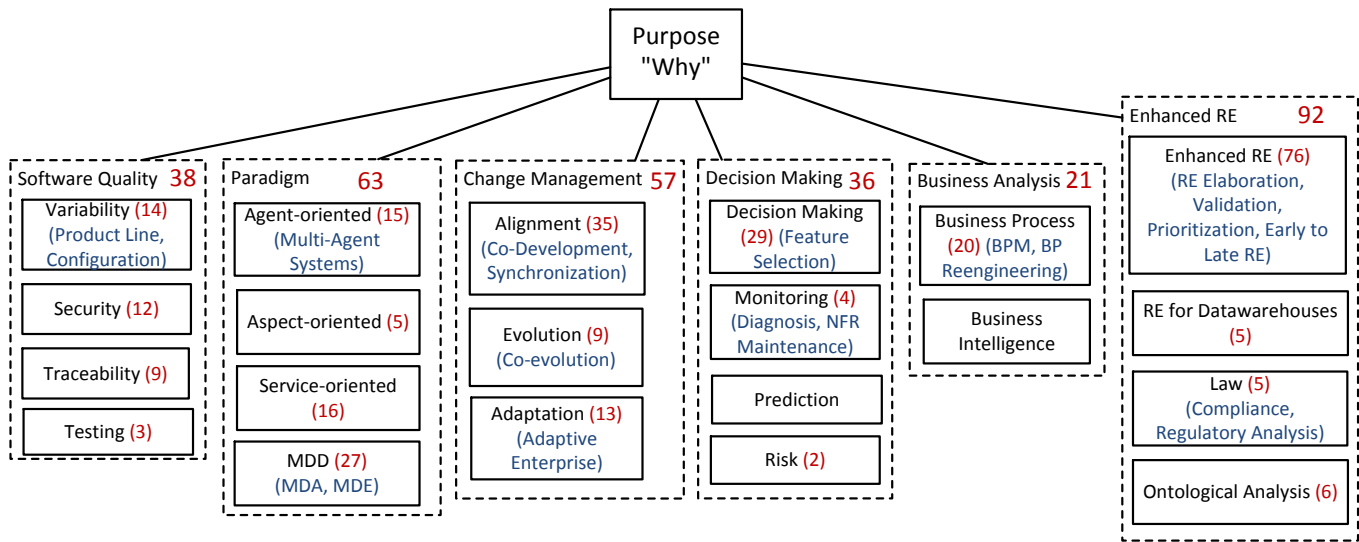 Purpose
"Why"
Software Quality 38
Variability (14)
(Product Line,
Configuration)
Security (12)
Traceability (9)
Testing (3)
Paradigm 63
Agent-oriented (15)
(Multi-Agent
Systems)
Aspect-oriented (5)
Service-oriented
(16)
MDD (27)
(MDA, MDE)
Change Management 57
Alignment (35)
(Co-Development,
Synchronization)
Evolution (9)
(Co-evolution)
Adaptation (13)
(Adaptive
Enterprise)
Decision Making 36
Decision Making
(29) (Feature
Selection)
Monitoring (4)
(Diagnosis, NFR
Maintenance)
Prediction
Risk (2)
Business Analysis 21
Business Process
(20) (BPM, BP
Reengineering)
Business
Intelligence
Enhanced RE 92
Enhanced RE (76)
(RE Elaboration,
Validation,
Prioritization, Early to
Late RE)
RE for Datawarehouses
(5)
Law (5)
(Compliance,
Regulatory Analysis)
Ontological Analysis (6)